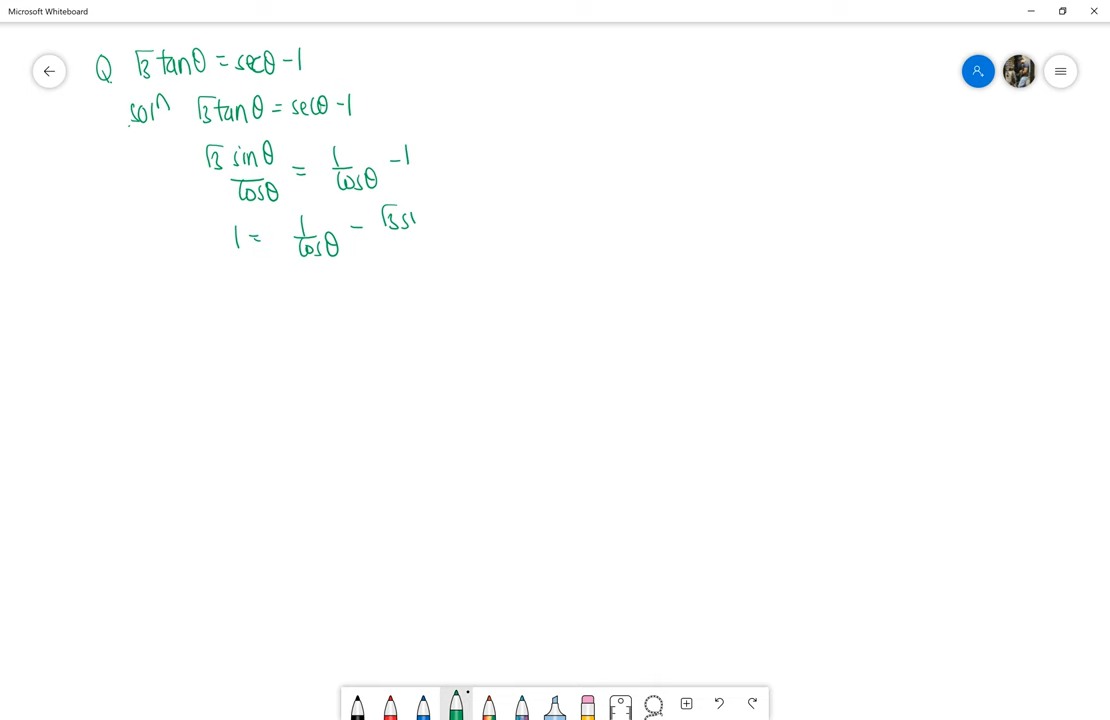 Microsoft Whiteboard
Q √3 tanθ = secθ - 1
solⁿ √3 tanθ = secθ - 1
√3 sinθ/cosθ = 1/cosθ - 1
1 = 1/cosθ - √3 si